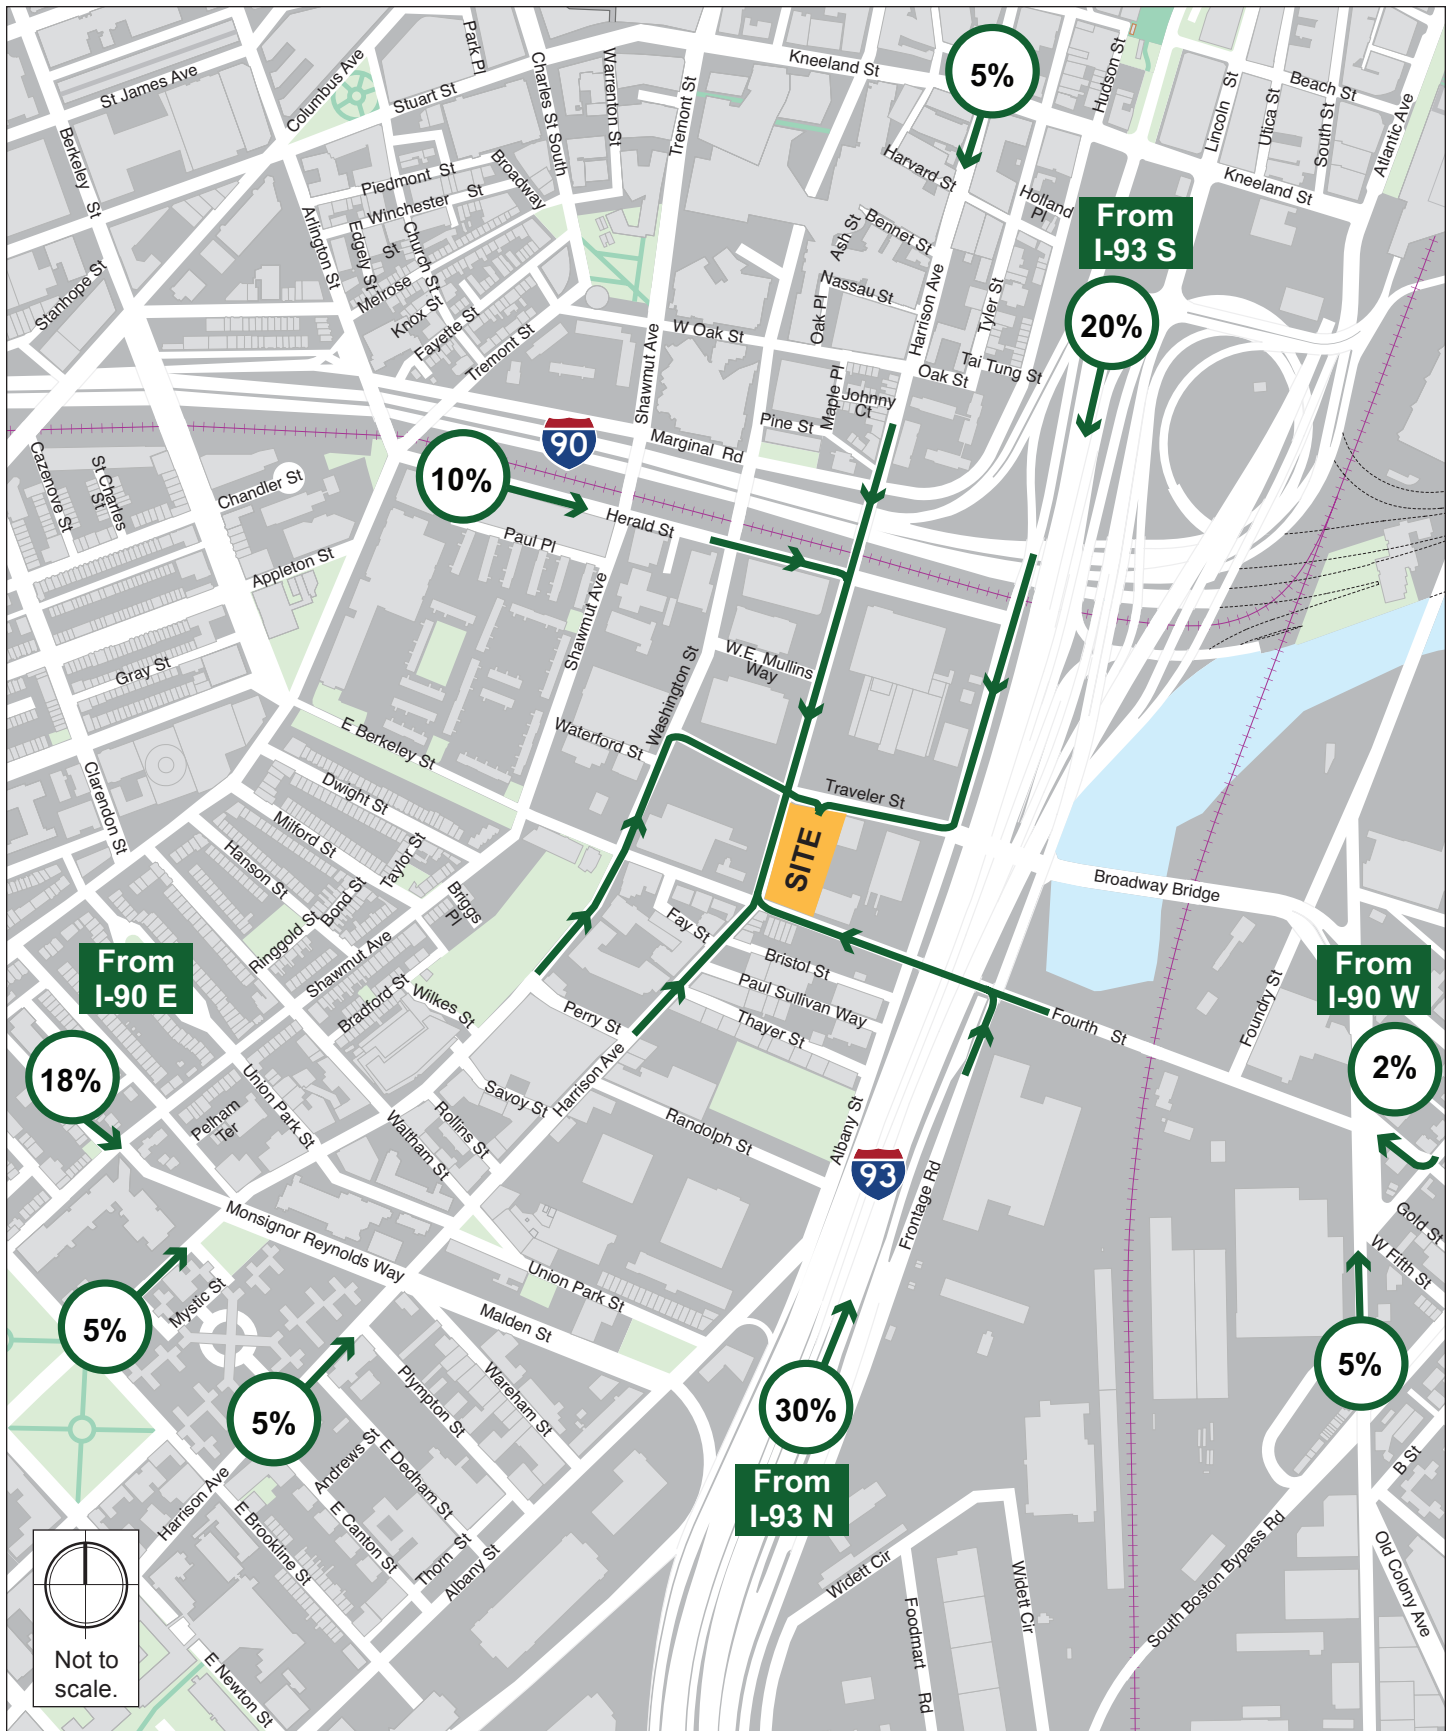 St James Ave
Columbus Ave
Park Pl
Stuart St
Charles St South
Warrenton St
Tremont St
Kneeland St
5%
Hudson St
Lincoln St
Utica St
Beach St
South St
Atlantic Ave
Berkeley St
Piedmont St
Winchester St
Broadway
Harvard St
Holland
Pl
Kneeland St
From
I-93 S
Arlington St
Edgely St
Church St
St
Melrose
Knox St
Fayette St
Tremont St
Ash St
Bennet St
Nassau St
Oak Pl
Harrison Ave
Tyler St
20%
Stanhope St
Shawmut Ave
W Oak St
Tai Tung St
Oak St
Maple Pl
Johnny
Ct
Pine St
Marginal Rd
90
10%
Cazenove St
St Charles
St
Chandler St
Herald St
Paul Pl
Appleton St
Shawmut Ave
Gray St
W.E. Mullins
Way
Washington St
Waterford St
E Berkeley St
Traveler St
SITE
Clarendon St
Dwight St
Milford St
Hanson St
Taylor St
Bond St
Ringgold St
Briggs
Pl
Broadway Bridge
Fay St
Shawmut Ave
Bristol St
Paul Sullivan Way
Thayer St
From
I-90 E
From
I-90 W
Bradford St
Wilkes St
Perry St
Fourth St
Foundry St
18%
2%
Harrison Ave
Union Park St
Pelham
Ter
Savoy St
Rollins St
Waltham St
Randolph St
Albany St
93
Frontage Rd
Monsignor Reynolds Way
Gold St
W Fifth St
Union Park St
Mystic St
Malden St
5%
5%
5%
Plympton St
Wareham St
30%
From
I-93 N
Andrews St
E Dedham St
Harrison Ave
E Brookline St
E Canton St
Thorn St
Albany St
B St
South Boston Bypass Rd
Old Colony Ave
Widett Cir
Widett Cir
Foodmart Rd
E Newton St
Not to
scale.